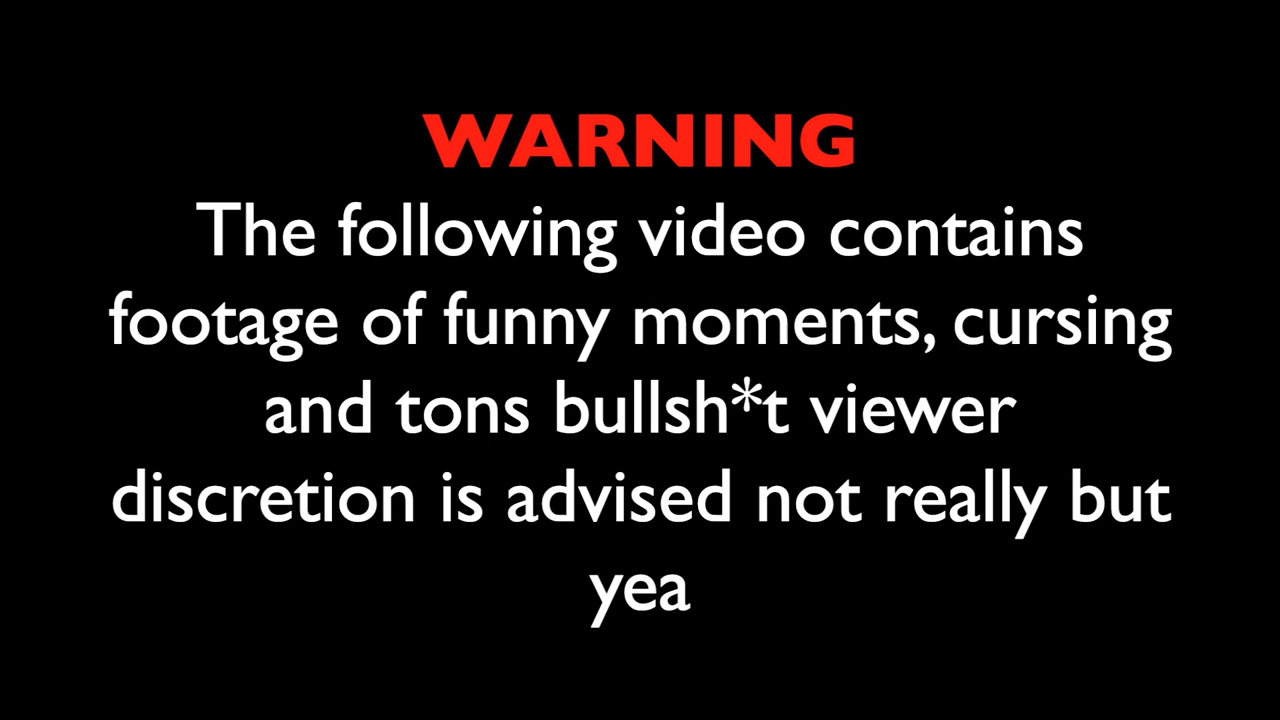 WARNING
The following video contains
footage of funny moments, cursing
and tons bullsh*t viewer
discretion is advised not really but
yea